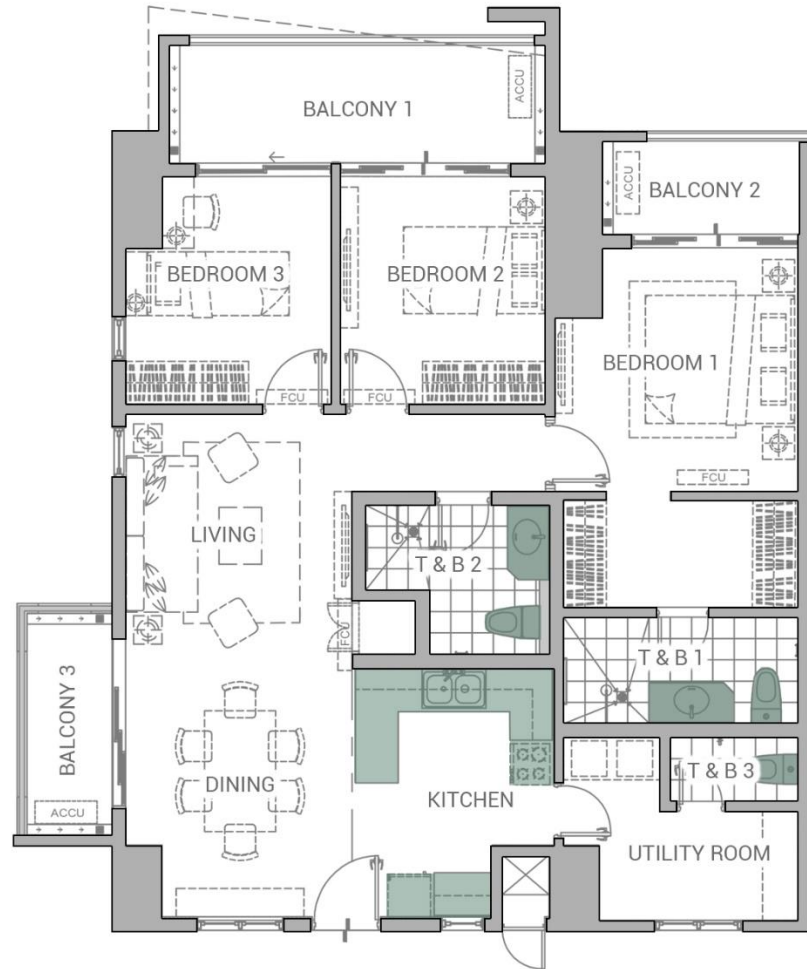 BALCONY 1
ACCU
ACCU
BALCONY 2
BEDROOM 3
BEDROOM 2
BEDROOM 1
FCU
FCU
FCU
LIVING
T & B 2
FCU
T & B 1
BALCONY 3
ACCU
DINING
KITCHEN
T & B 3
UTILITY ROOM